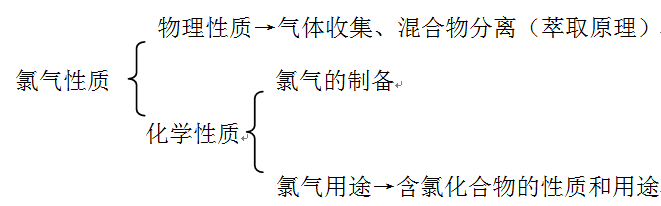 物理性质→气体收集、混合物分离（萃取原理）
氯气性质
氯气的制备
化学性质
氯气用途→含氯化合物的性质和用途